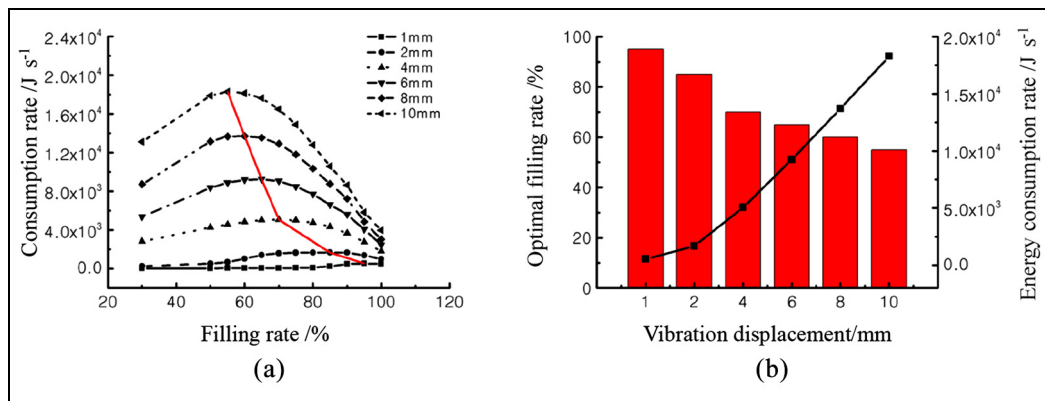 2.4x10⁴
2.0x10⁴
1.6x10⁴
1.2x10⁴
8.0x10³
4.0x10³
0.0
Consumption rate /J s⁻¹
1mm
2mm
4mm
6mm
8mm
10mm
20 40 60 80 100 120
Filling rate /%
(a)
100
80
60
40
20
0
Optimal filling rate /%
2.0x10⁴
1.5x10⁴
1.0x10⁴
5.0x10³
0.0
Energy consumption rate /J s⁻¹
1 2 4 6 8 10
Vibration displacement/mm
(b)